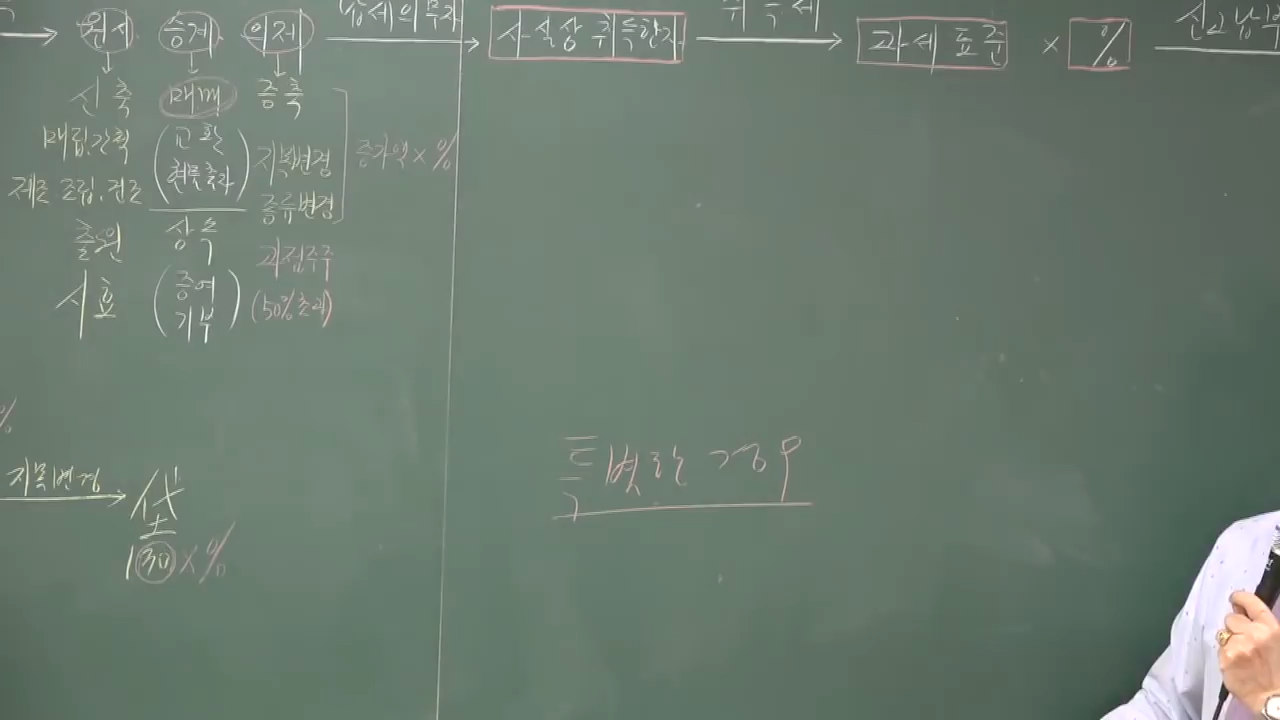 원시 승계 의제 납세의무자 사실상 취득한자 취득세 과세표준 × % 신고납부
신축 매매 증축
매립,간척 (교환 지목변경 증가액×%
제조 조립,건조 현물출자) 종류변경
출원 상속 과점주주
시효 (증여 (50%초과)
기부)
%
특별한 경우
지목변경 垈
130×%